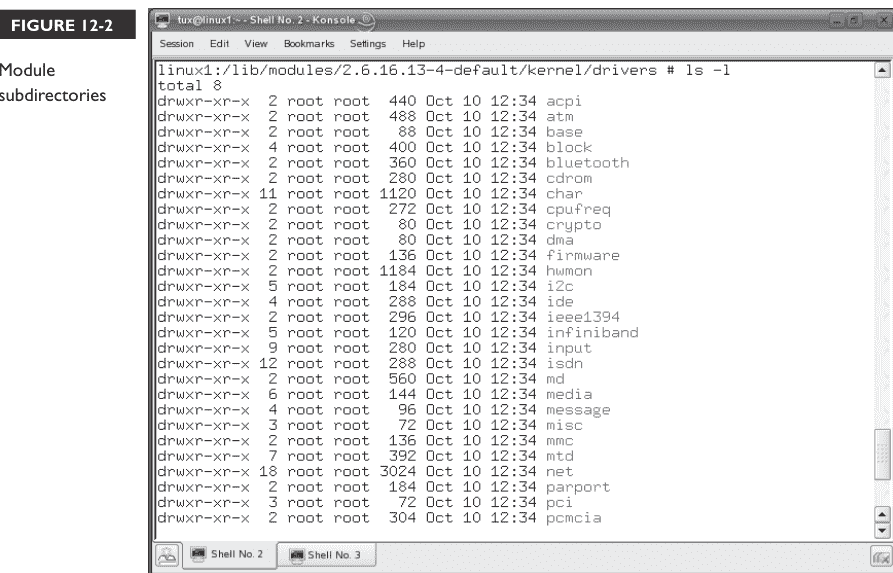 FIGURE 12-2
Module
subdirectories
tux@linux1:~ - Shell No. 2 - Konsole
Session Edit View Bookmarks Settings Help
linux1:/lib/modules/2.6.16.13-4-default/kernel/drivers # ls -l
total 8
drwxr-xr-x 2 root root 440 Oct 10 12:34 acpi
drwxr-xr-x 2 root root 488 Oct 10 12:34 atm
drwxr-xr-x 2 root root 88 Oct 10 12:34 base
drwxr-xr-x 4 root root 400 Oct 10 12:34 block
drwxr-xr-x 2 root root 360 Oct 10 12:34 bluetooth
drwxr-xr-x 2 root root 280 Oct 10 12:34 cdrom
drwxr-xr-x 11 root root 1120 Oct 10 12:34 char
drwxr-xr-x 2 root root 272 Oct 10 12:34 cpufreq
drwxr-xr-x 2 root root 80 Oct 10 12:34 crypto
drwxr-xr-x 2 root root 80 Oct 10 12:34 dma
drwxr-xr-x 2 root root 136 Oct 10 12:34 firmware
drwxr-xr-x 2 root root 1184 Oct 10 12:34 hwmon
drwxr-xr-x 5 root root 184 Oct 10 12:34 i2c
drwxr-xr-x 4 root root 288 Oct 10 12:34 ide
drwxr-xr-x 2 root root 296 Oct 10 12:34 ieee1394
drwxr-xr-x 5 root root 120 Oct 10 12:34 infiniband
drwxr-xr-x 9 root root 280 Oct 10 12:34 input
drwxr-xr-x 12 root root 288 Oct 10 12:34 isdn
drwxr-xr-x 2 root root 560 Oct 10 12:34 md
drwxr-xr-x 6 root root 144 Oct 10 12:34 media
drwxr-xr-x 4 root root 96 Oct 10 12:34 message
drwxr-xr-x 3 root root 72 Oct 10 12:34 misc
drwxr-xr-x 2 root root 136 Oct 10 12:34 mmc
drwxr-xr-x 7 root root 392 Oct 10 12:34 mtd
drwxr-xr-x 18 root root 3024 Oct 10 12:34 net
drwxr-xr-x 2 root root 184 Oct 10 12:34 parport
drwxr-xr-x 3 root root 72 Oct 10 12:34 pci
drwxr-xr-x 2 root root 304 Oct 10 12:34 pcmcia
Shell No. 2 Shell No. 3